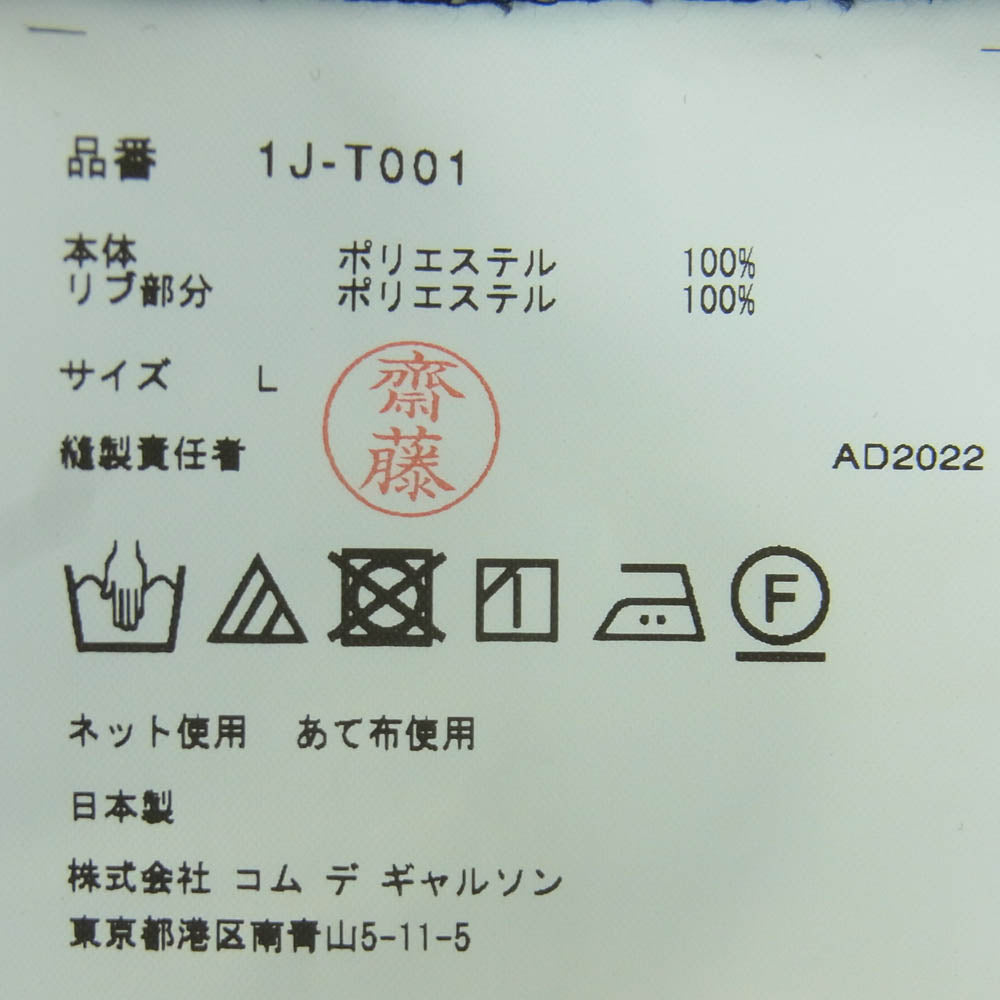 品番 1J-T001
本体 ポリエステル 100%
リブ部分 ポリエステル 100%
サイズ L
齋藤
縫製責任者
AD2022
F
ネット使用 あて布使用
日本製
株式会社 コム デ ギャルソン
東京都港区南青山5-11-5